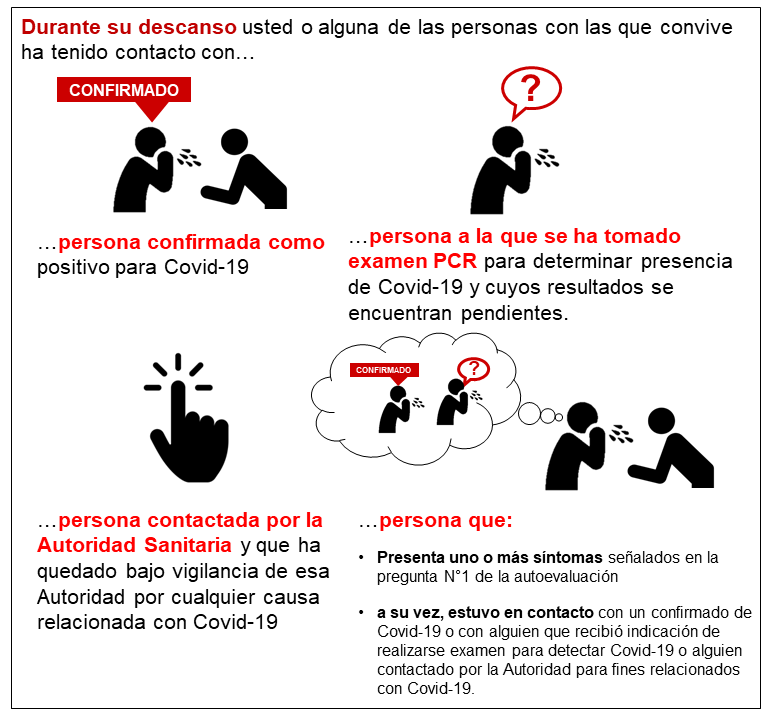 Durante su descanso usted o alguna de las personas con las que convive
ha tenido contacto con…
CONFIRMADO
?
…persona confirmada como
positivo para Covid-19
…persona a la que se ha tomado
examen PCR para determinar presencia
de Covid-19 y cuyos resultados se
encuentran pendientes.
CONFIRMADO
?
…persona contactada por la
Autoridad Sanitaria y que ha
quedado bajo vigilancia de esa
Autoridad por cualquier causa
relacionada con Covid-19
…persona que:
• Presenta uno o más síntomas señalados en la
pregunta N°1 de la autoevaluación
• a su vez, estuvo en contacto con un confirmado de
Covid-19 o con alguien que recibió indicación de
realizarse examen para detectar Covid-19 o alguien
contactado por la Autoridad para fines relacionados
con Covid-19.